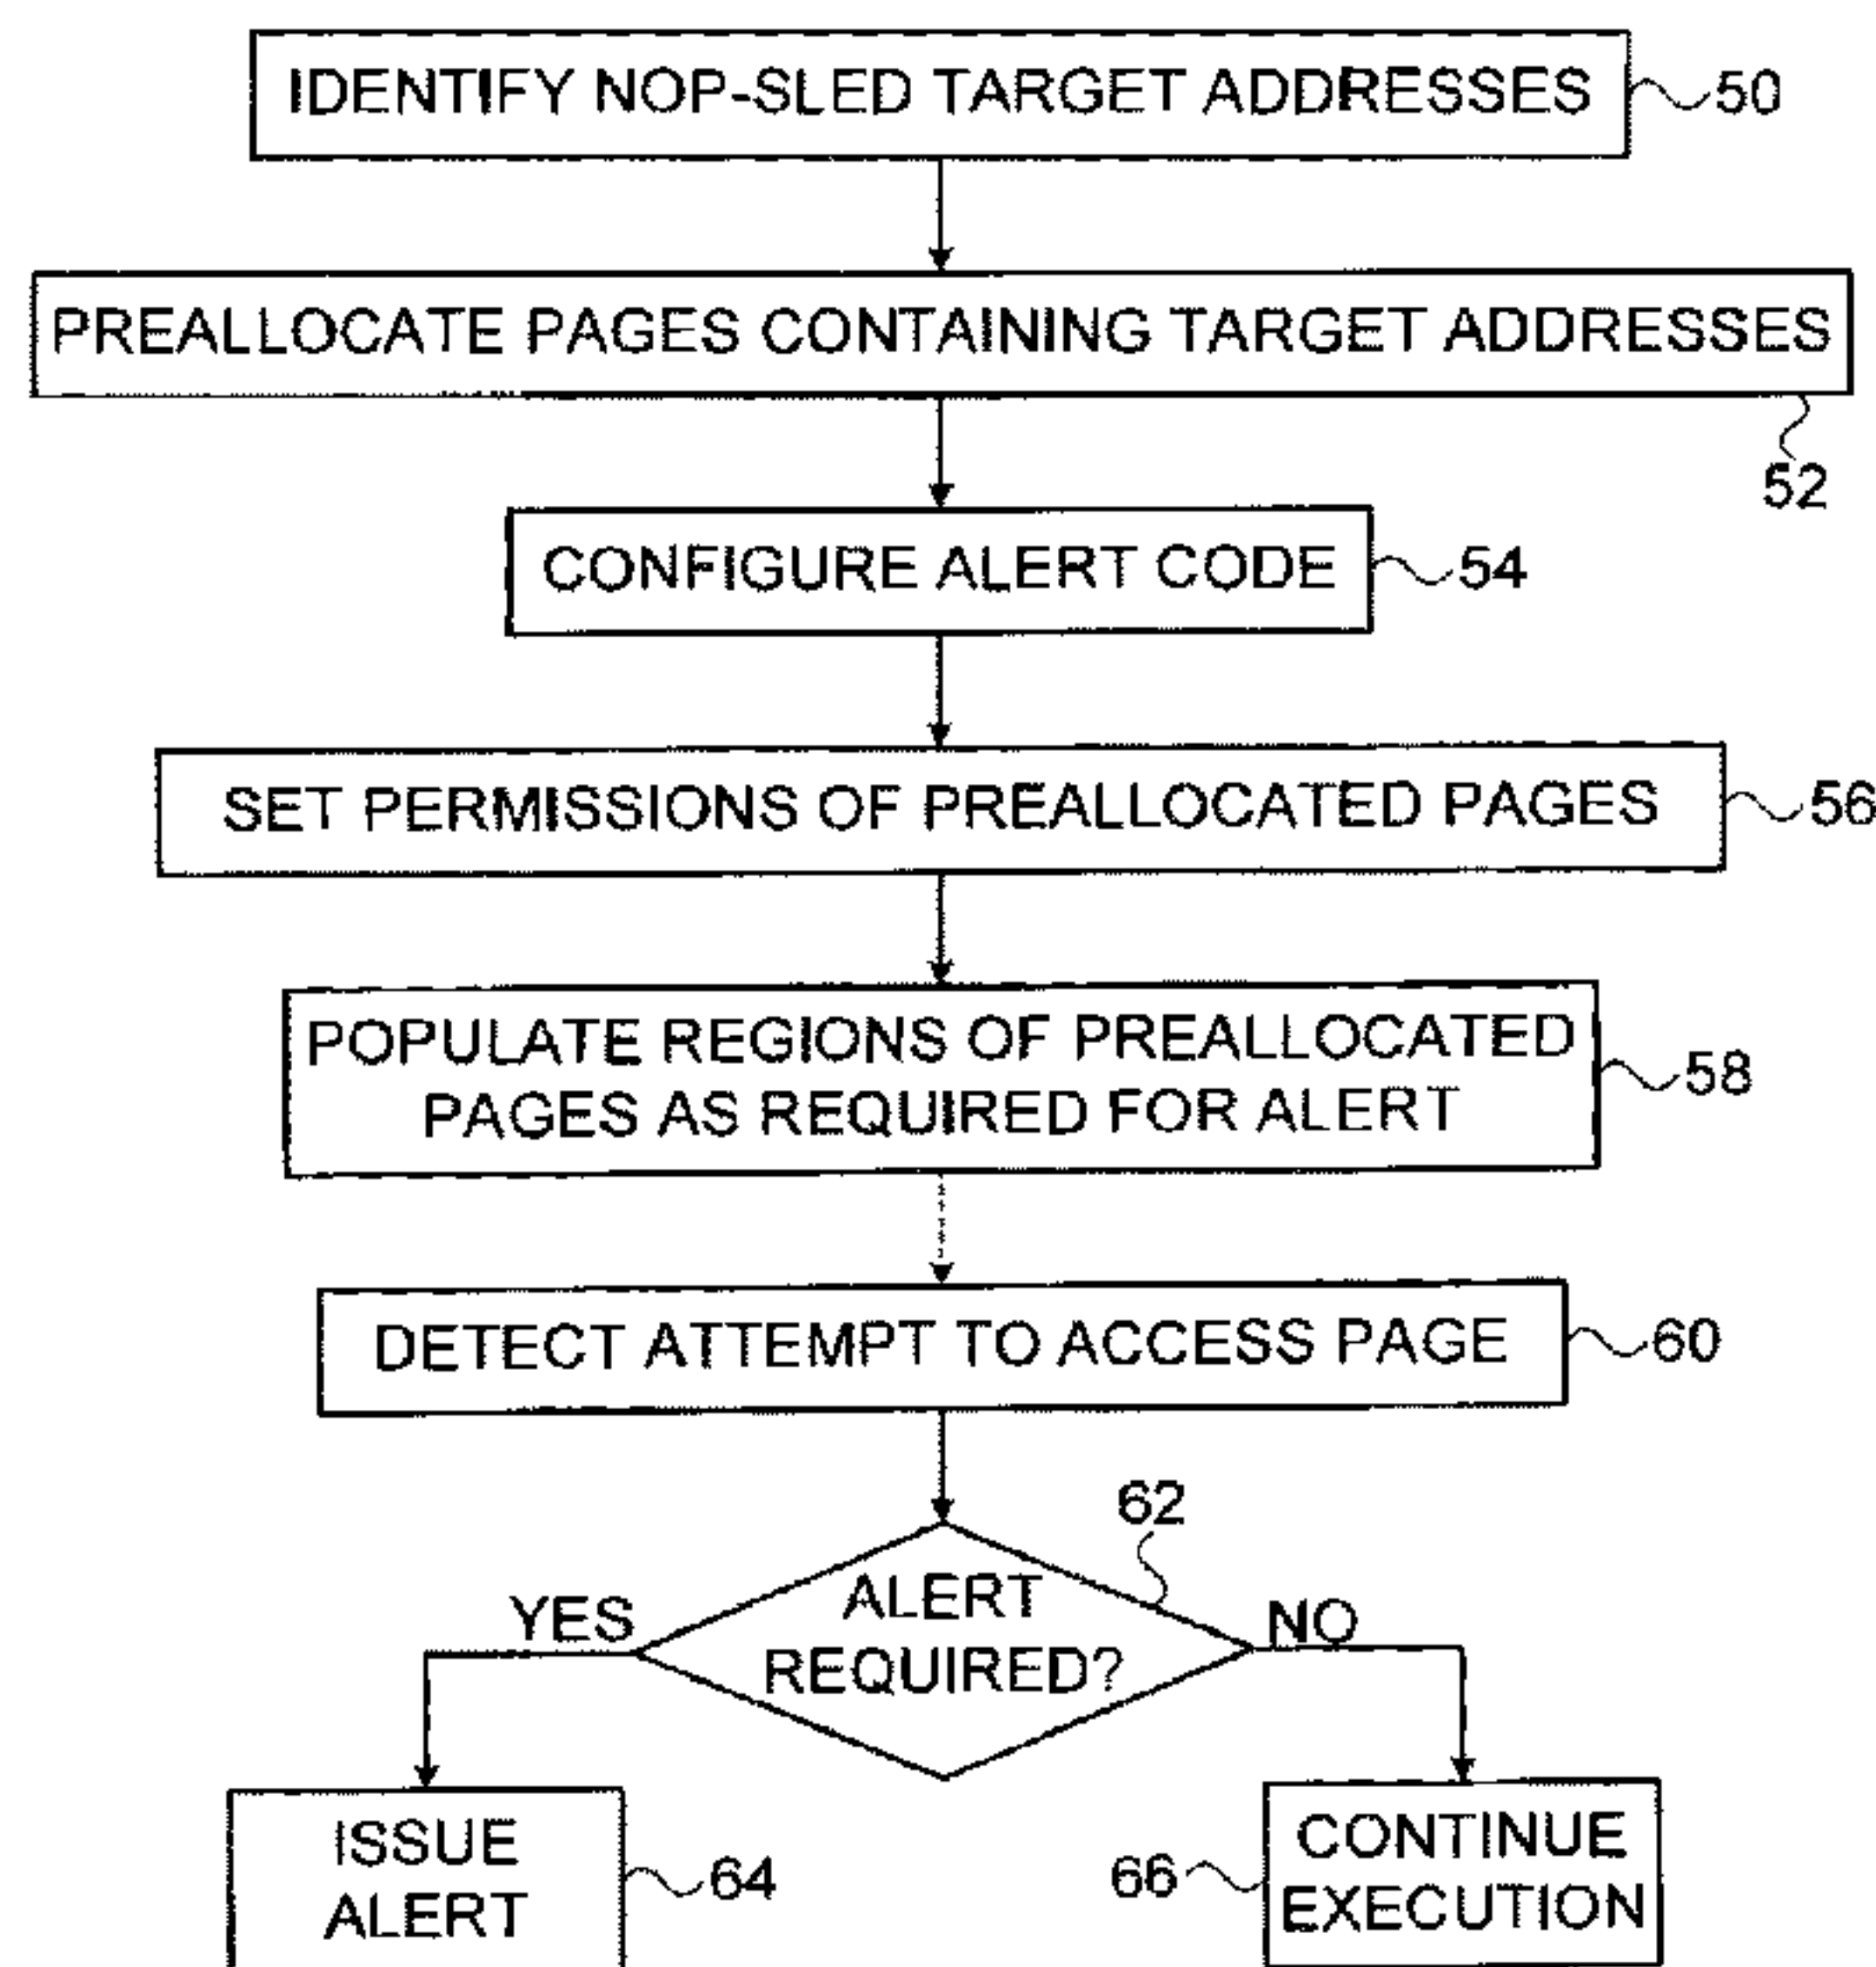 IDENTIFY NOP-SLED TARGET ADDRESSES
50
PREALLOCATE PAGES CONTAINING TARGET ADDRESSES
52
CONFIGURE ALERT CODE
54
SET PERMISSIONS OF PREALLOCATED PAGES
56
POPULATE REGIONS OF PREALLOCATED
PAGES AS REQUIRED FOR ALERT
58
DETECT ATTEMPT TO ACCESS PAGE
60
62
ALERT
REQUIRED?
YES
NO
ISSUE
ALERT
64
66
CONTINUE
EXECUTION